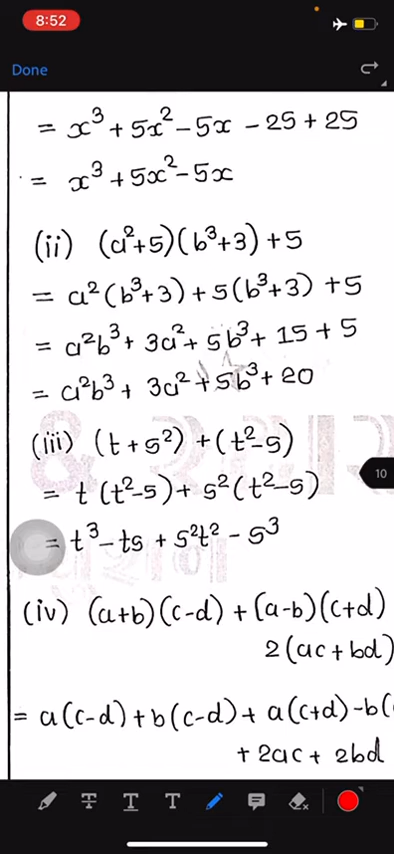 8:52
Done
= x³ + 5x² - 5x - 25 + 25
= x³ + 5x² - 5x
(ii) (a²+5)(b³+3) + 5
= a²(b³+3) + 5(b³+3) + 5
= a²b³ + 3a² + 5b³ + 15 + 5
= a²b³ + 3a² + 5b³ + 20
(iii) (t + s²) + (t² - s)
= t(t² - s) + s²(t² - s)
10
= t³ - ts + s²t² - s³
(iv) (a+b)(c-d) + (a-b)(c+d)
2(ac + bd)
= a(c-d) + b(c-d) + a(c+d) - b(
+ 2ac + 2bd
T T T